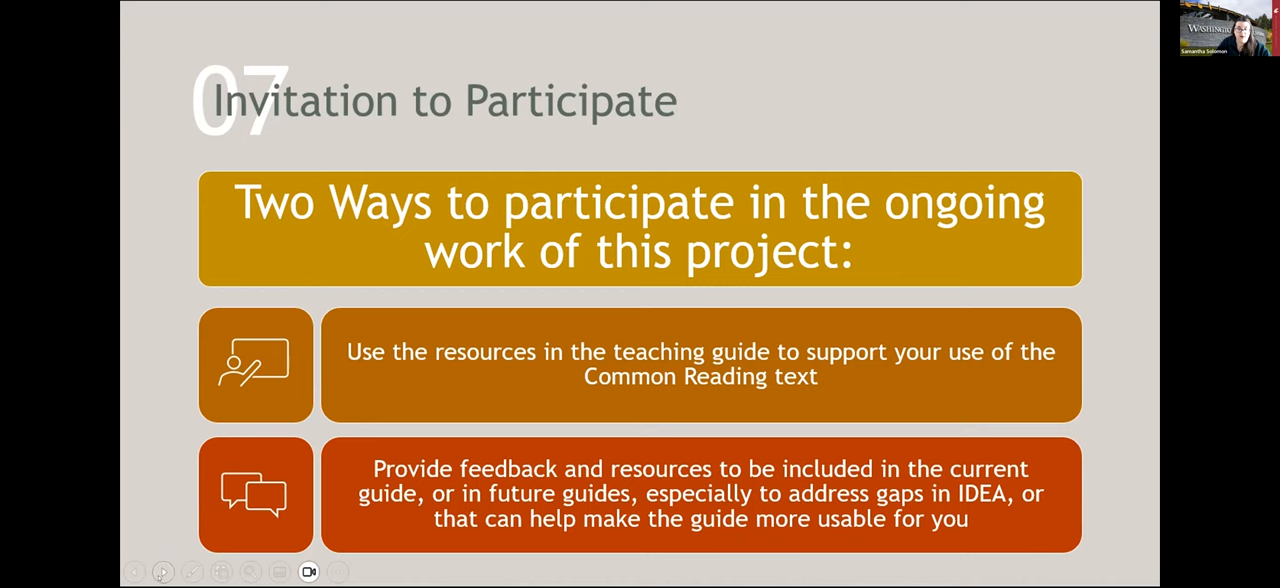 07
Invitation to Participate
Two Ways to participate in the ongoing
work of this project:
Use the resources in the teaching guide to support your use of the
Common Reading text
Provide feedback and resources to be included in the current
guide, or in future guides, especially to address gaps in IDEA, or
that can help make the guide more usable for you
Samantha Solomon